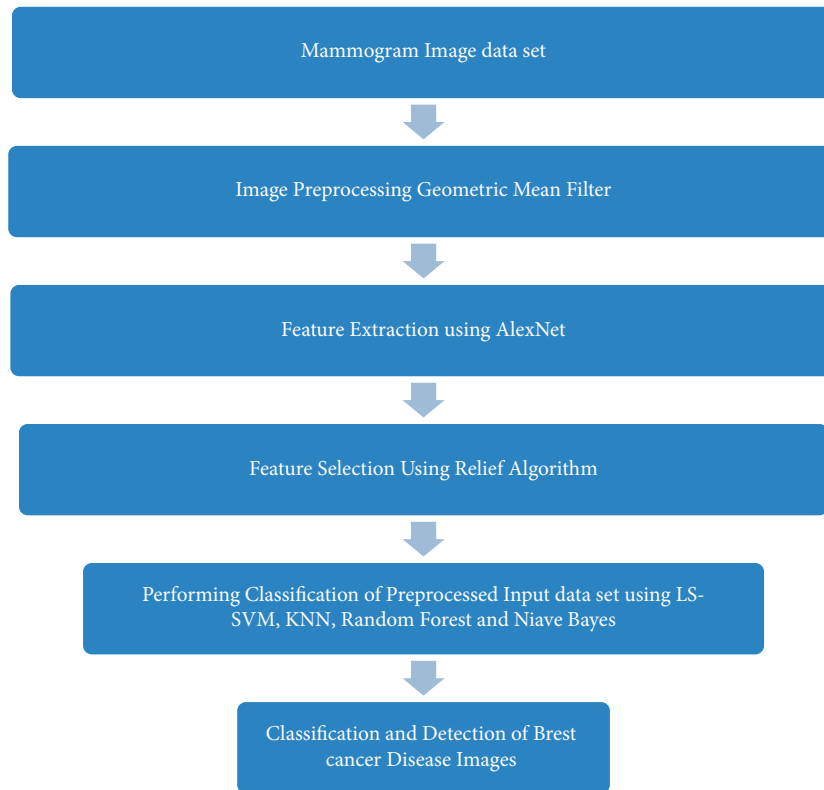 Mammogram Image data set
Image Preprocessing Geometric Mean Filter
Feature Extraction using AlexNet
Feature Selection Using Relief Algorithm
Performing Classification of Preprocessed Input data set using LS-
SVM, KNN, Random Forest and Niave Bayes
Classification and Detection of Brest
cancer Disease Images